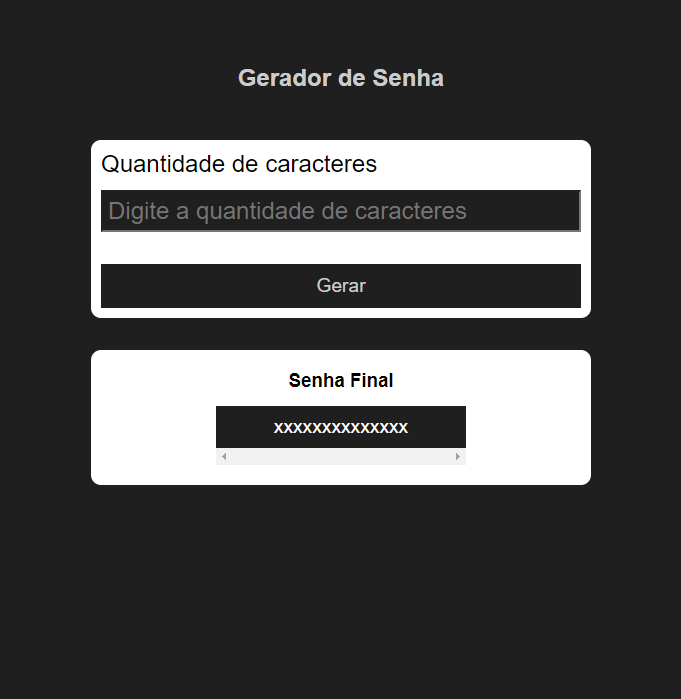 Gerador de Senha
Quantidade de caracteres
Digite a quantidade de caracteres
Gerar
Senha Final
xxxxxxxxxxxxxx